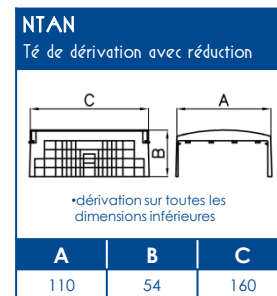 NTAN
Té de dérivation avec réduction
C
A
B
•dérivation sur toutes les
dimensions inférieures
A B C
110 54 160